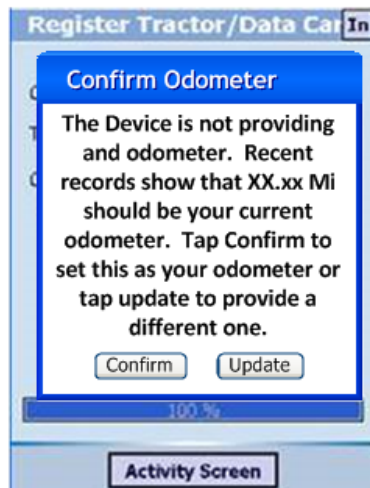 Register Tractor/Data Car
In
Confirm Odometer
The Device is not providing
and odometer. Recent
records show that XX.xx Mi
should be your current
odometer. Tap Confirm to
set this as your odometer or
tap update to provide a
different one.
Confirm Update
100 %
Activity Screen